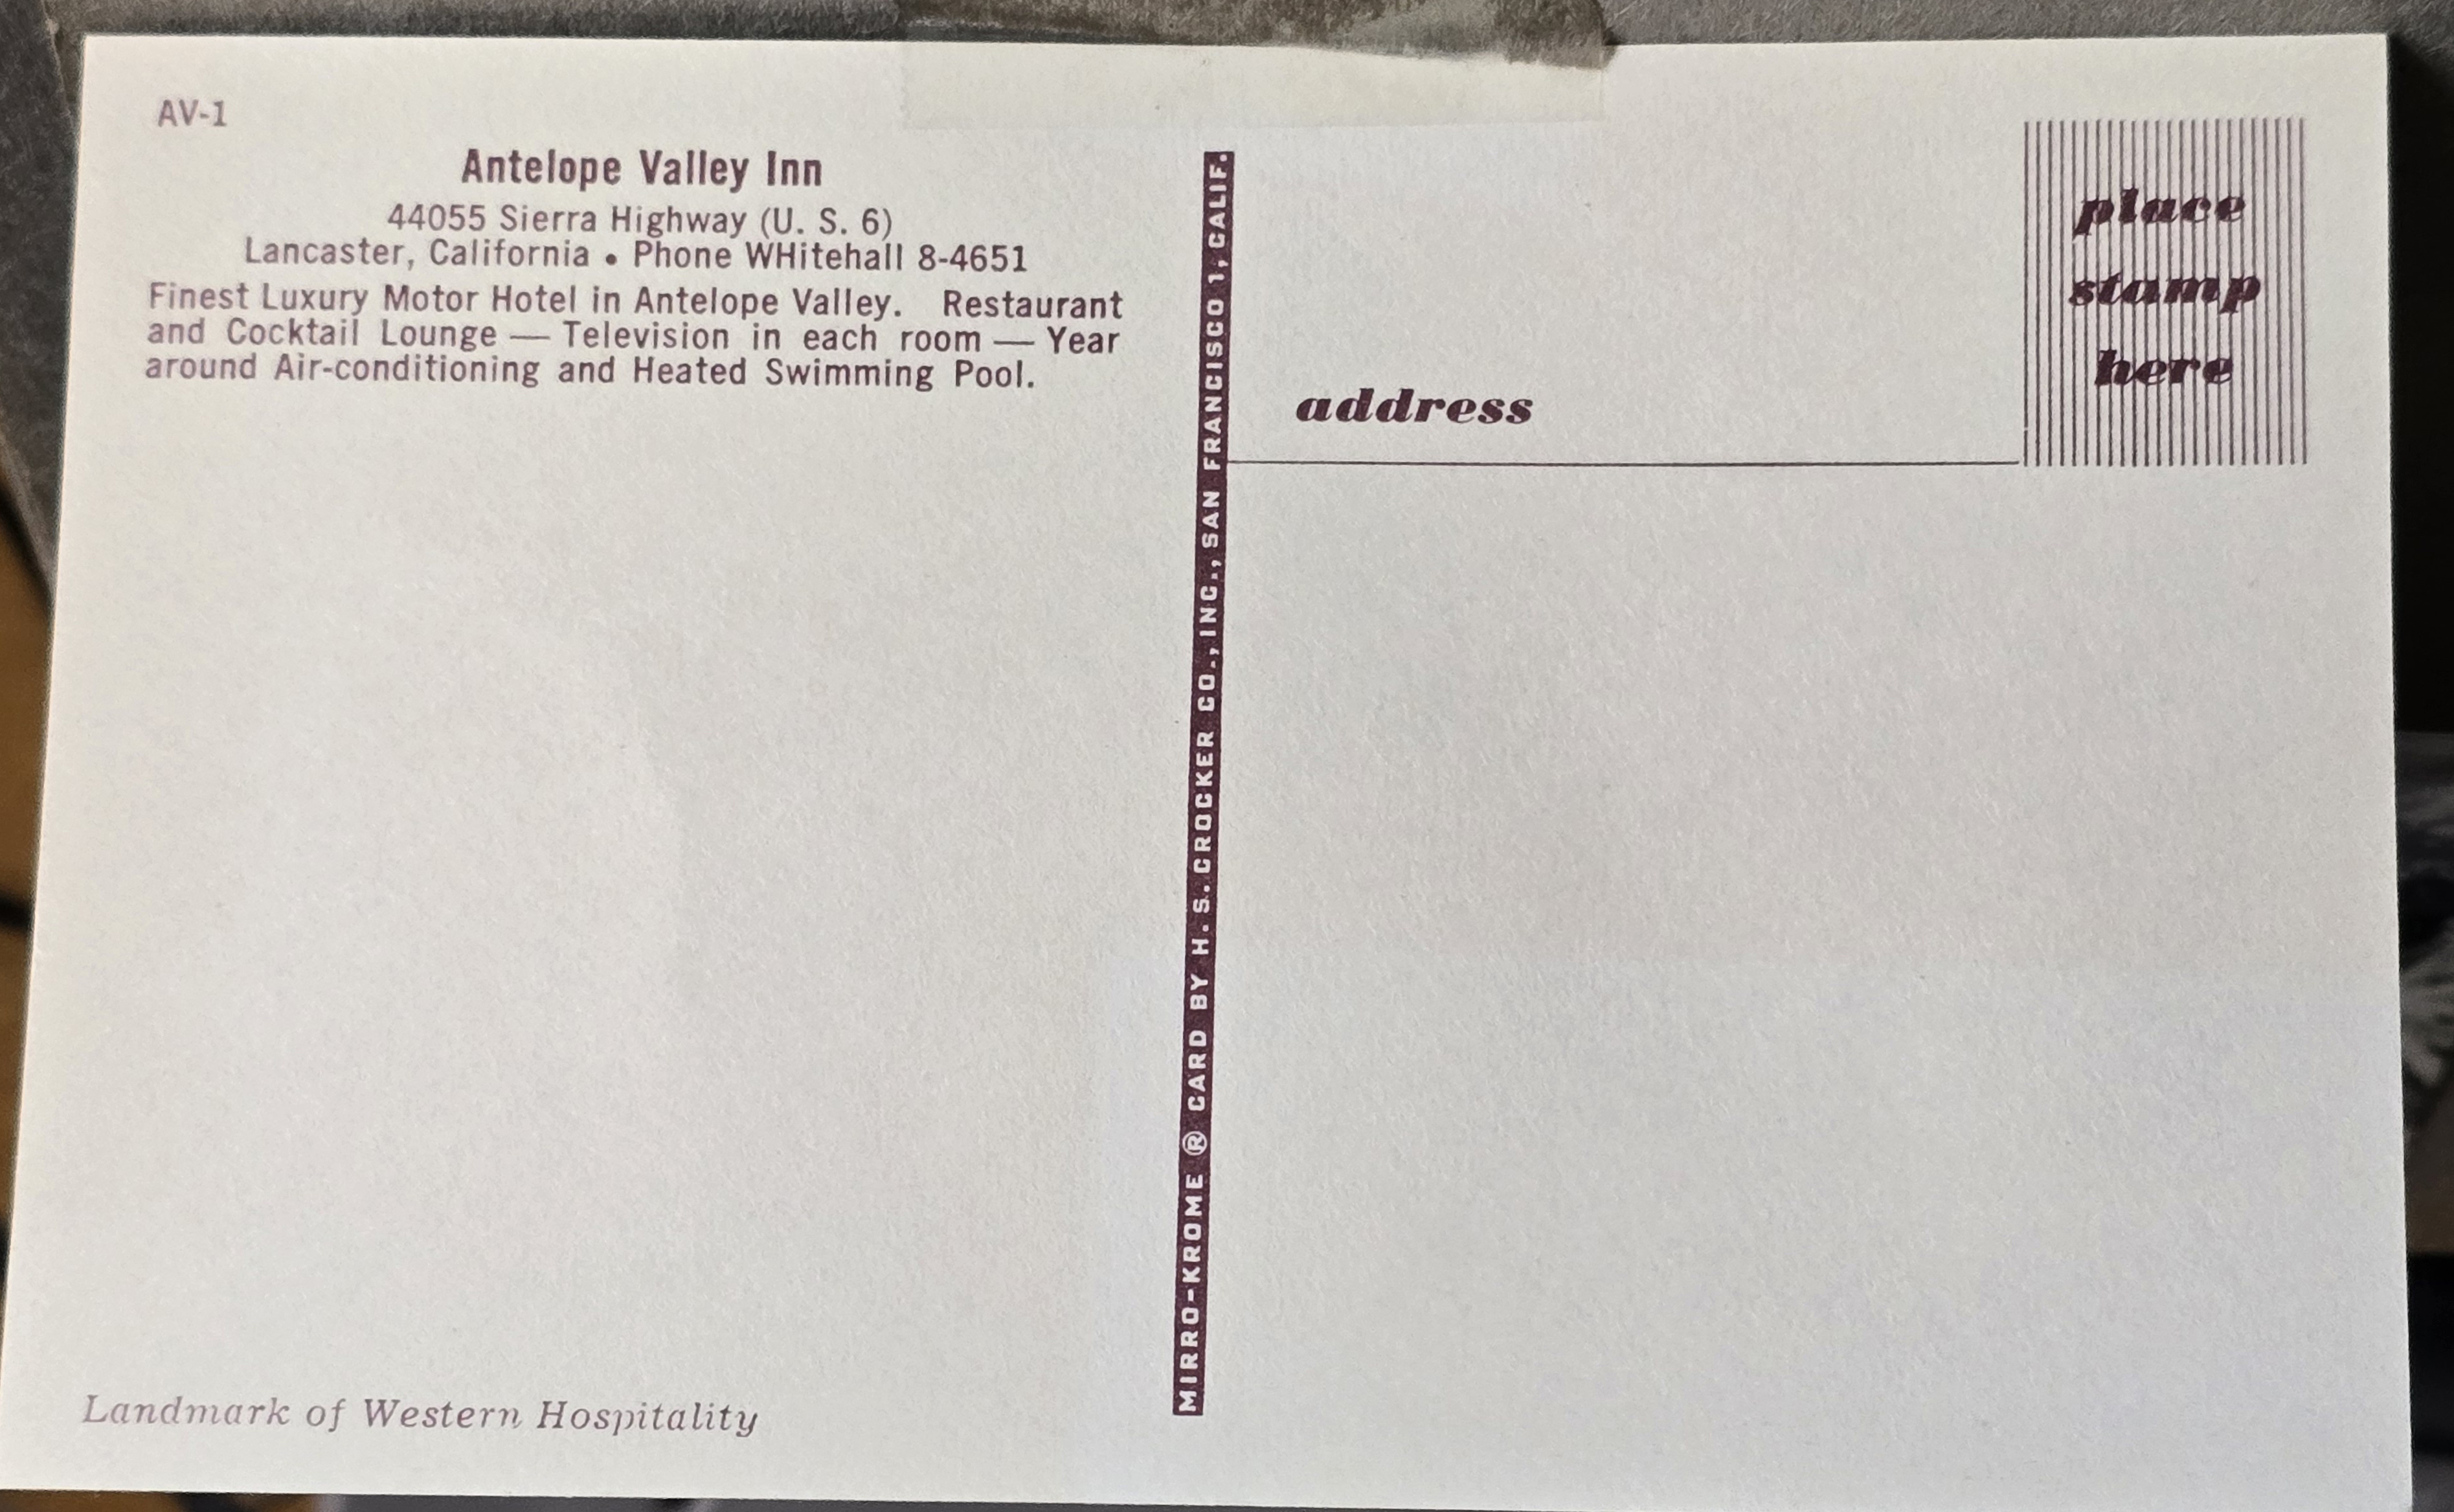 AV-1
Antelope Valley Inn
44055 Sierra Highway (U. S. 6)
Lancaster, California • Phone WHitehall 8-4651
Finest Luxury Motor Hotel in Antelope Valley. Restaurant
and Cocktail Lounge — Television in each room — Year
around Air-conditioning and Heated Swimming Pool.
Landmark of Western Hospitality
MIRRO-KROME ® CARD BY H. S. CROCKER CO., INC., SAN FRANCISCO 1, CALIF.
address
place
stamp
here